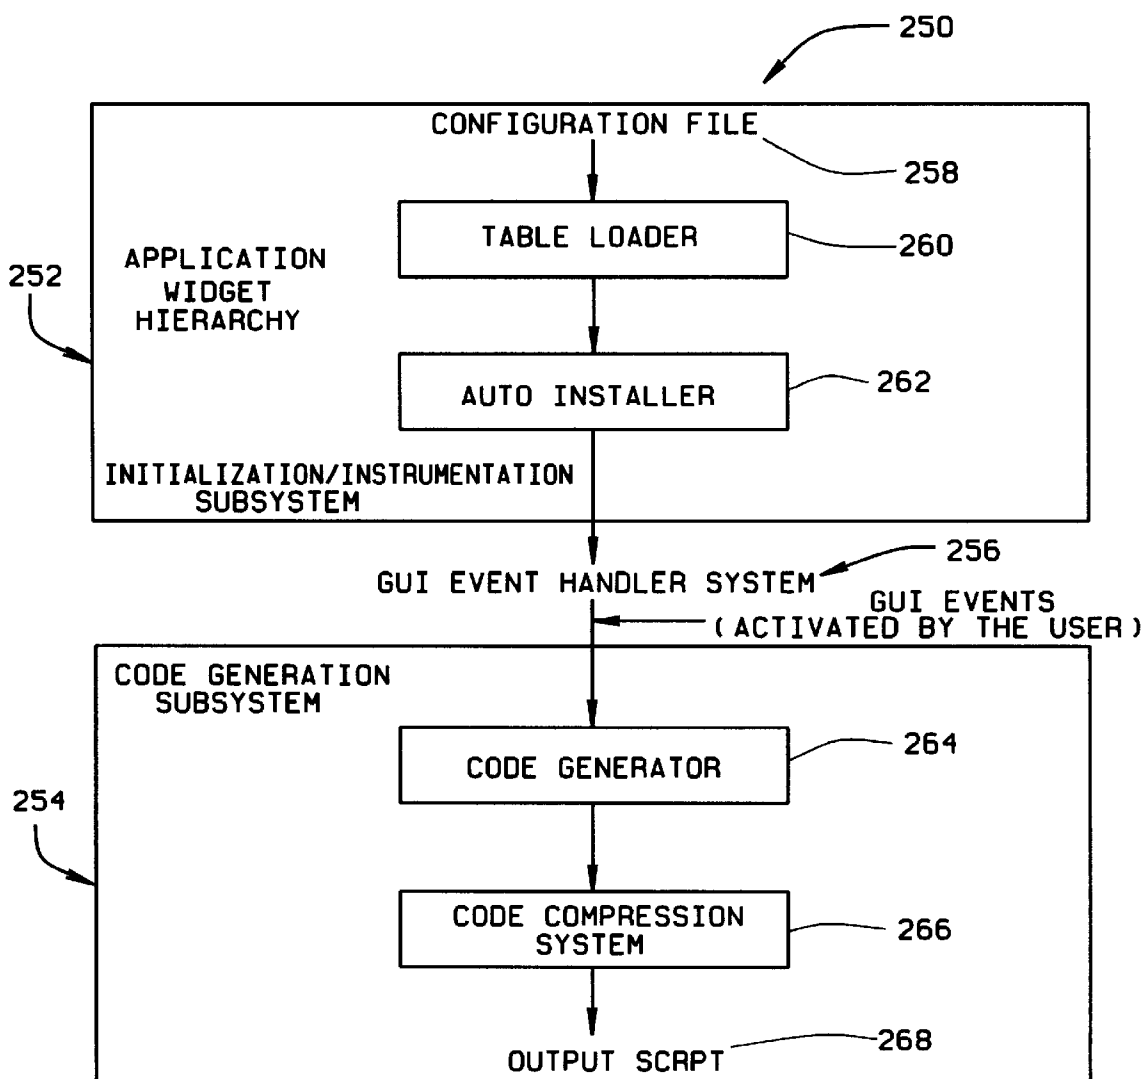 250
CONFIGURATION FILE
258
TABLE LOADER
260
APPLICATION
WIDGET
HIERARCHY
252
AUTO INSTALLER
262
INITIALIZATION/INSTRUMENTATION
SUBSYSTEM
256
GUI EVENT HANDLER SYSTEM
GUI EVENTS
(ACTIVATED BY THE USER)
CODE GENERATION
SUBSYSTEM
264
CODE GENERATOR
254
CODE COMPRESSION
SYSTEM
266
268
OUTPUT SCRPT